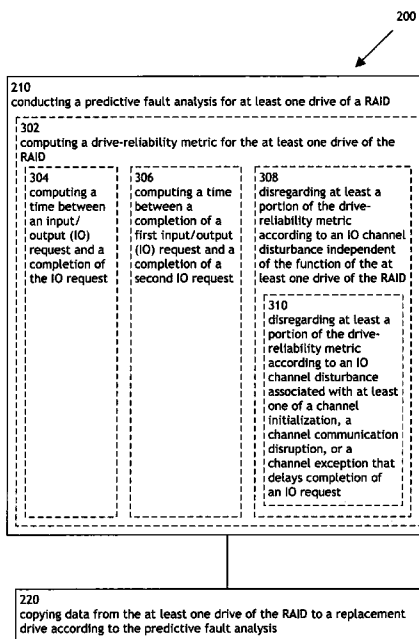 200
210
conducting a predictive fault analysis for at least one drive of a RAID
302
computing a drive-reliability metric for the at least one drive of the
RAID
304
computing a
time between
an input/
output (IO)
request and a
completion of
the IO request
306
computing a time
between a
completion of a
first input/output
(IO) request and a
completion of a
second IO request
308
disregarding at least a
portion of the drive-
reliability metric
according to an IO channel
disturbance independent
of the function of the at
least one drive of the RAID
310
disregarding at least a
portion of the drive-
reliability metric
according to an IO
channel disturbance
associated with at least
one of a channel
initialization, a
channel communication
disruption, or a
channel exception that
delays completion of
an IO request
220
copying data from the at least one drive of the RAID to a replacement
drive according to the predictive fault analysis